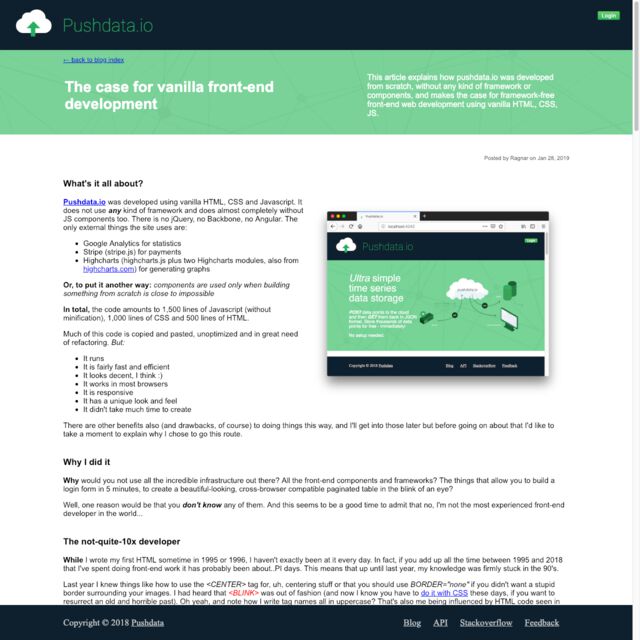 Pushdata.io
Login
← back to blog index
The case for vanilla front-end
development
This article explains how pushdata.io was developed
from scratch, without any kind of framework or
components, and makes the case for framework-free
front-end web development using vanilla HTML, CSS,
JS.
Posted by Ragnar on Jan 28, 2019
What's it all about?
Pushdata.io was developed using vanilla HTML, CSS and Javascript. It
does not use any kind of framework and does almost completely without
JS components too. There is no jQuery, no Backbone, no Angular. The
only external things the site uses are:
Google Analytics for statistics
Stripe (stripe.js) for payments
Highcharts (highcharts.js plus two Highcharts modules, also from
highcharts.com) for generating graphs
Or, to put it another way: components are used only when building
something from scratch is close to impossible
In total, the code amounts to 1,500 lines of Javascript (without
minification), 1,000 lines of CSS and 500 lines of HTML.
Much of this code is copied and pasted, unoptimized and in great need
of refactoring. But:
It runs
It is fairly fast and efficient
It looks decent, I think :)
It works in most browsers
It is responsive
It has a unique look and feel
It didn't take much time to create
Pushdata.io
localhost:4242
Pushdata.io
Login
Ultra simple
time series
data storage
pushdata.io
POST data points to the cloud
and then GET them back in JSON
format. Store thousands of data
points for free - immediately!
No setup needed.
Copyright © 2018 Pushdata
Blog API Stackoverflow Feedback
There are other benefits also (and drawbacks, of course) to doing things this way, and I'll get into those later but before going on about that I'd like to
take a moment to explain why I chose to go this route.
Why I did it
Why would you not use all the incredible infrastructure out there? All the front-end components and frameworks? The things that allow you to build a
login form in 5 minutes, to create a beautiful-looking, cross-browser compatible paginated table in the blink of an eye?
Well, one reason would be that you don't know any of them. And this seems to be a good time to admit that no, I'm not the most experienced front-end
developer in the world...
The not-quite-10x developer
While I wrote my first HTML sometime in 1995 or 1996, I haven't exactly been at it every day. In fact, if you add up all the time between 1995 and 2018
that I've spent doing front-end work it has probably been about..PI days. This means that up until last year, my knowledge was firmly stuck in the 90's.
Last year I knew things like how to use the <CENTER> tag for, uh, centering stuff or that you should use BORDER="none" if you didn't want a stupid
border surrounding your images. I had heard that <BLINK> was out of fashion (and now I know you have to do it with CSS these days, if you want to
resurrect an old and horrible past). Oh yeah, and note how I write tag names all in uppercase? That's also me being influenced by HTML code seen in
Copyright © 2018 Pushdata
Blog API Stackoverflow Feedback